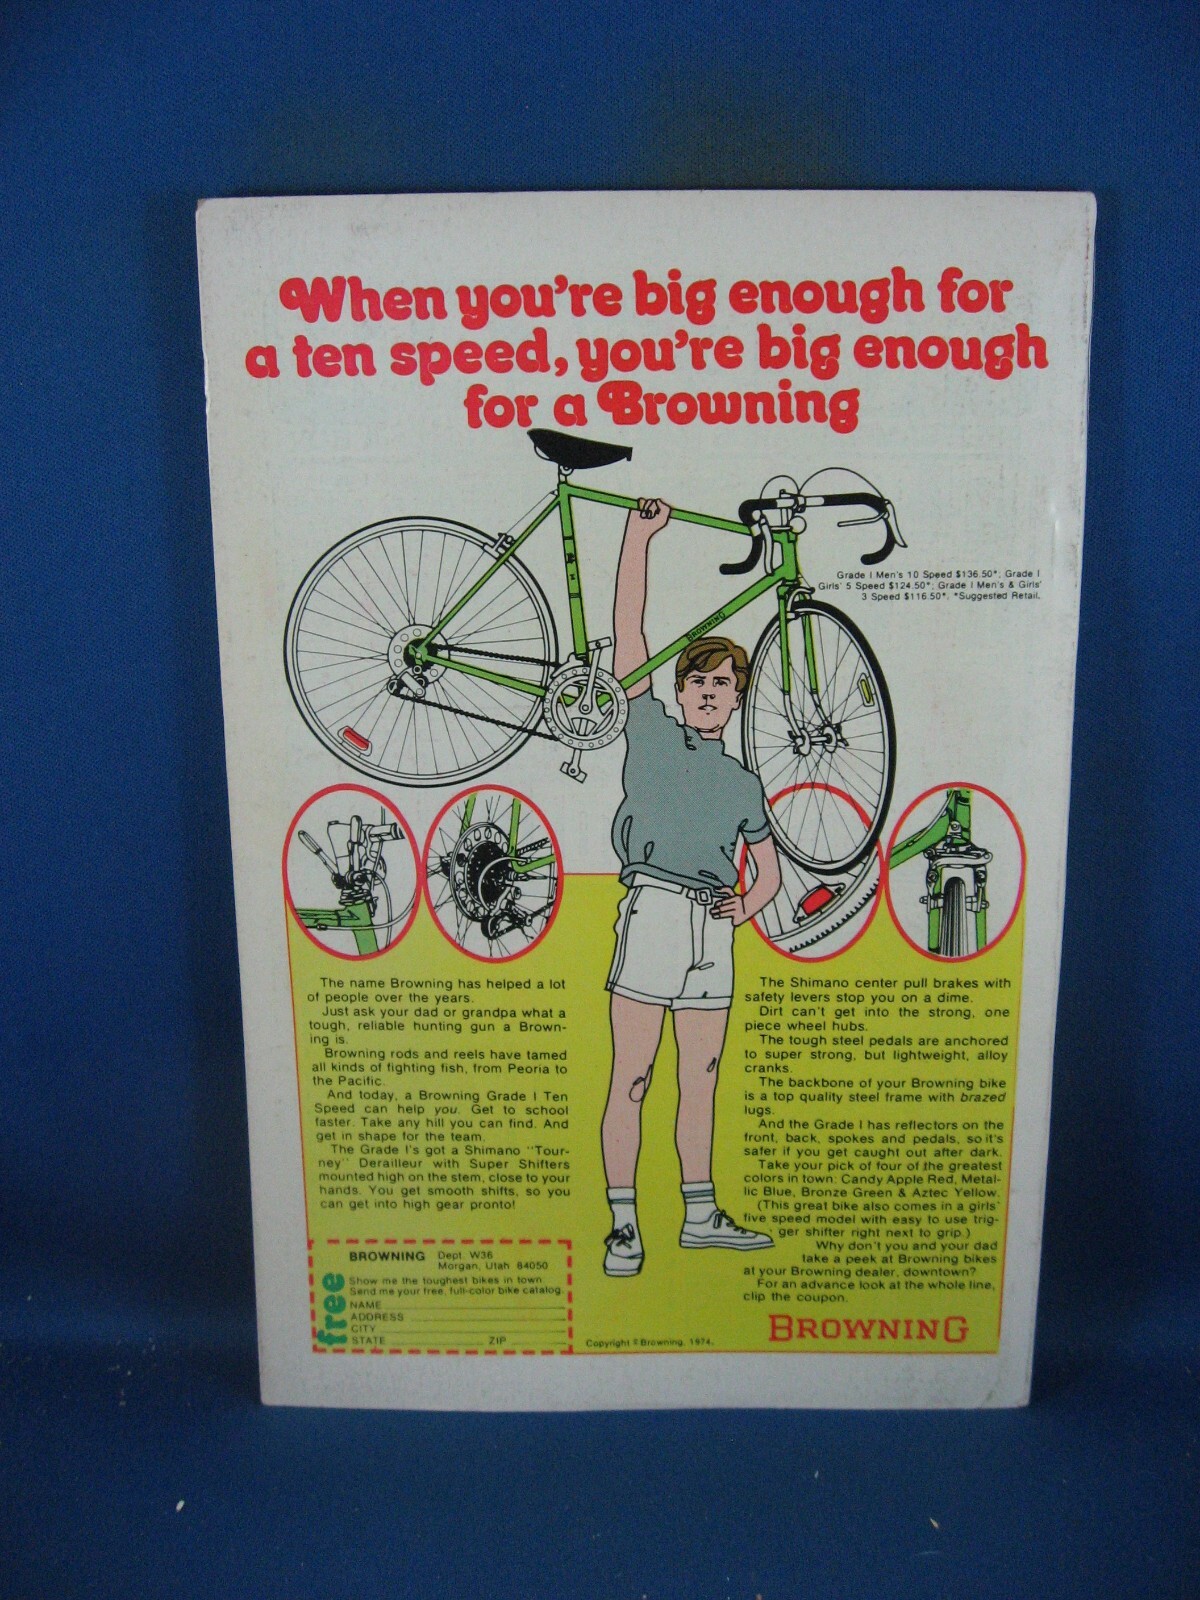 When you're big enough for
a ten speed, you're big enough
for a Browning
Grade I Men's 10 Speed $136.50*; Grade I
Girls' 5 Speed $124.50*; Grade I Men's & Girls'
3 Speed $116.50*. *Suggested Retail.
BROWNING
The name Browning has helped a lot
of people over the years.
Just ask your dad or grandpa what a
tough, reliable hunting gun a Brown-
ing is.
Browning rods and reels have tamed
all kinds of fighting fish, from Peoria to
the Pacific.
And today, a Browning Grade I Ten
Speed can help you. Get to school
faster. Take any hill you can find. And
get in shape for the team.
The Grade I's got a Shimano "Tour-
ney" Derailleur with Super Shifters
mounted high on the stem, close to your
hands. You get smooth shifts, so you
can get into high gear pronto!
The Shimano center pull brakes with
safety levers stop you on a dime.
Dirt can't get into the strong, one
piece wheel hubs.
The tough steel pedals are anchored
to super strong, but lightweight, alloy
cranks.
The backbone of your Browning bike
is a top quality steel frame with brazed
lugs.
And the Grade I has reflectors on the
front, back, spokes and pedals, so it's
safer if you get caught out after dark.
Take your pick of four of the greatest
colors in town: Candy Apple Red, Metal-
lic Blue, Bronze Green & Aztec Yellow.
(This great bike also comes in a girls'
five speed model with easy to use trig-
ger shifter right next to grip.)
Why don't you and your dad
take a peek at Browning bikes
at your Browning dealer, downtown?
For an advance look at the whole line,
clip the coupon.
BROWNING Dept. W36
Morgan, Utah 84050
free
Show me the toughest bikes in town.
Send me your free, full-color bike catalog.
NAME
ADDRESS
CITY
STATE ZIP
Copyright © Browning, 1974.
BROWNING